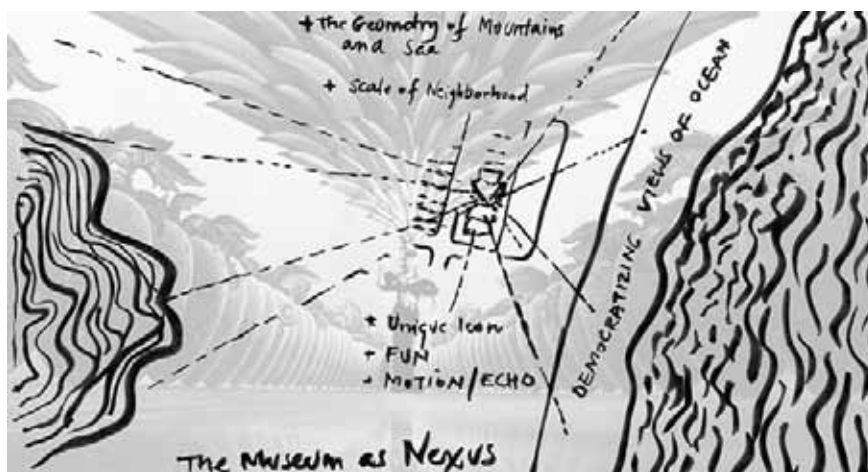 + The Geometry of Mountains
and Sea
+ Scale of Neighborhood
DEMOCRATIZING VIEWS OF OCEAN
+ Unique Icon
+ FUN
+ MOTION/ECHO
The Museum as Nexus